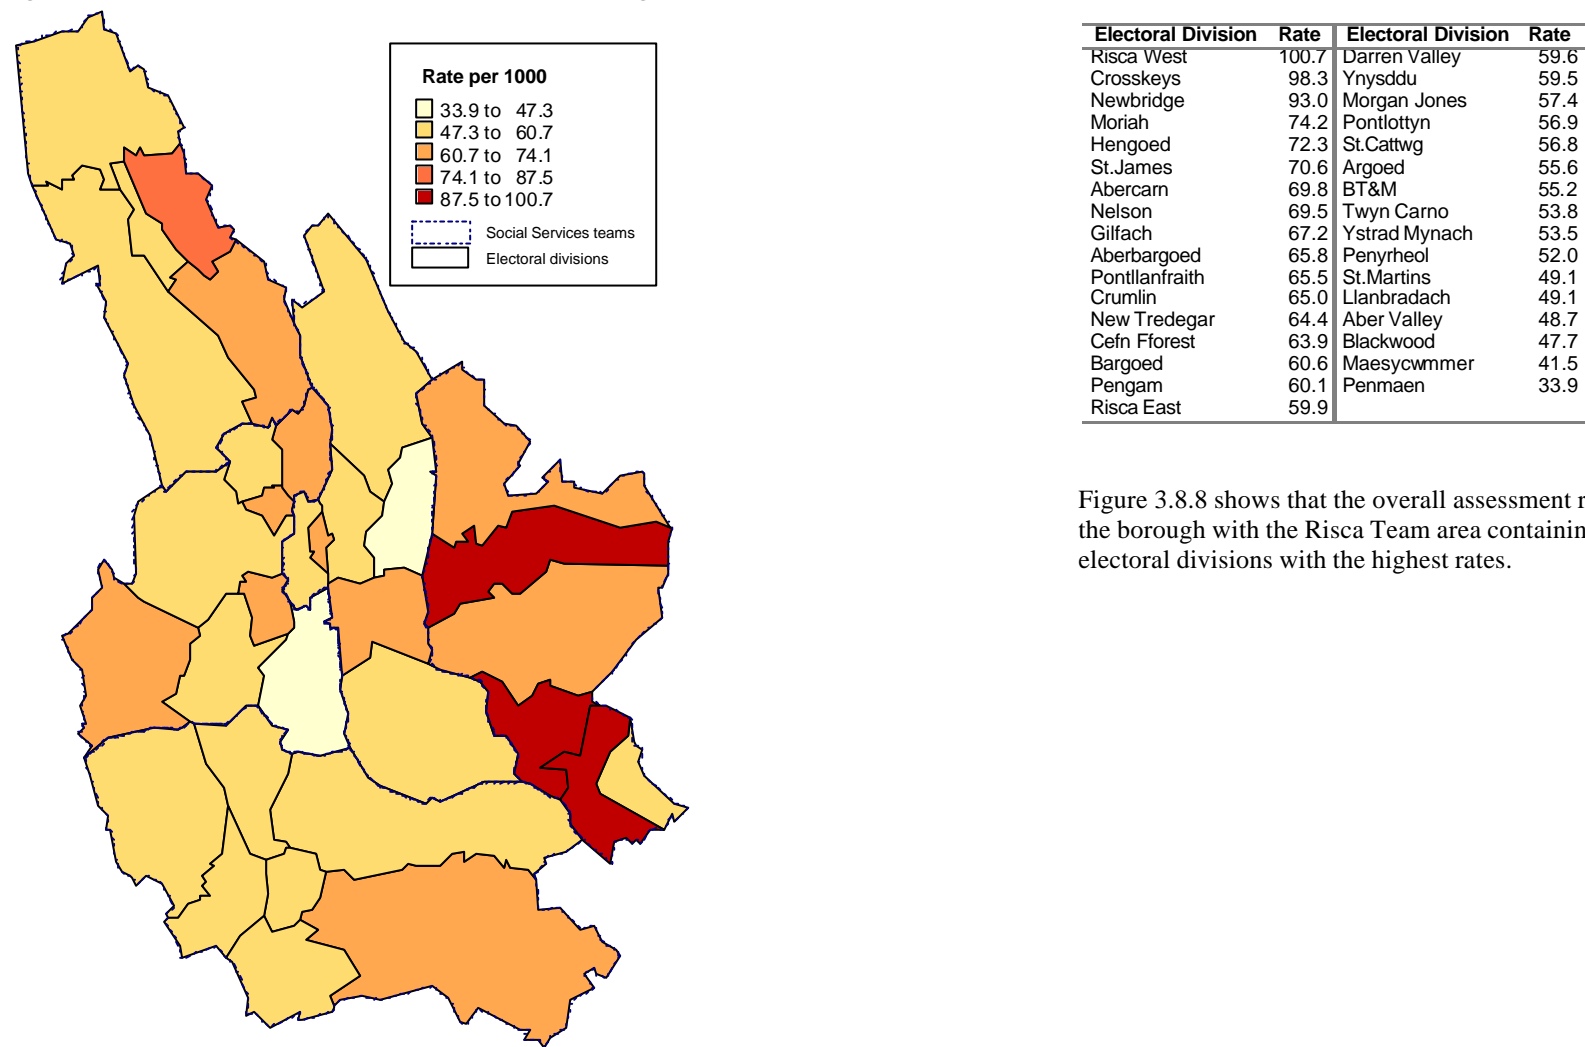 Rate per 1000
33.9 to 47.3
47.3 to 60.7
60.7 to 74.1
74.1 to 87.5
87.5 to 100.7
Social Services teams
Electoral divisions
Electoral Division Rate Electoral Division Rate
Risca West 100.7 Darren Valley 59.6
Crosskeys 98.3 Ynysddu 59.5
Newbridge 93.0 Morgan Jones 57.4
Moriah 74.2 Pontlottyn 56.9
Hengoed 72.3 St.Cattwg 56.8
St.James 70.6 Argoed 55.6
Abercarn 69.8 BT&M 55.2
Nelson 69.5 Twyn Carno 53.8
Gilfach 67.2 Ystrad Mynach 53.5
Aberbargoed 65.8 Penyrheol 52.0
Pontllanfraith 65.5 St.Martins 49.1
Crumlin 65.0 Llanbradach 49.1
New Tredegar 64.4 Aber Valley 48.7
Cefn Fforest 63.9 Blackwood 47.7
Bargoed 60.6 Maesycwmmer 41.5
Pengam 60.1 Penmaen 33.9
Risca East 59.9
Figure 3.8.8 shows that the overall assessment
the borough with the Risca Team area
electoral divisions with the highest rates.